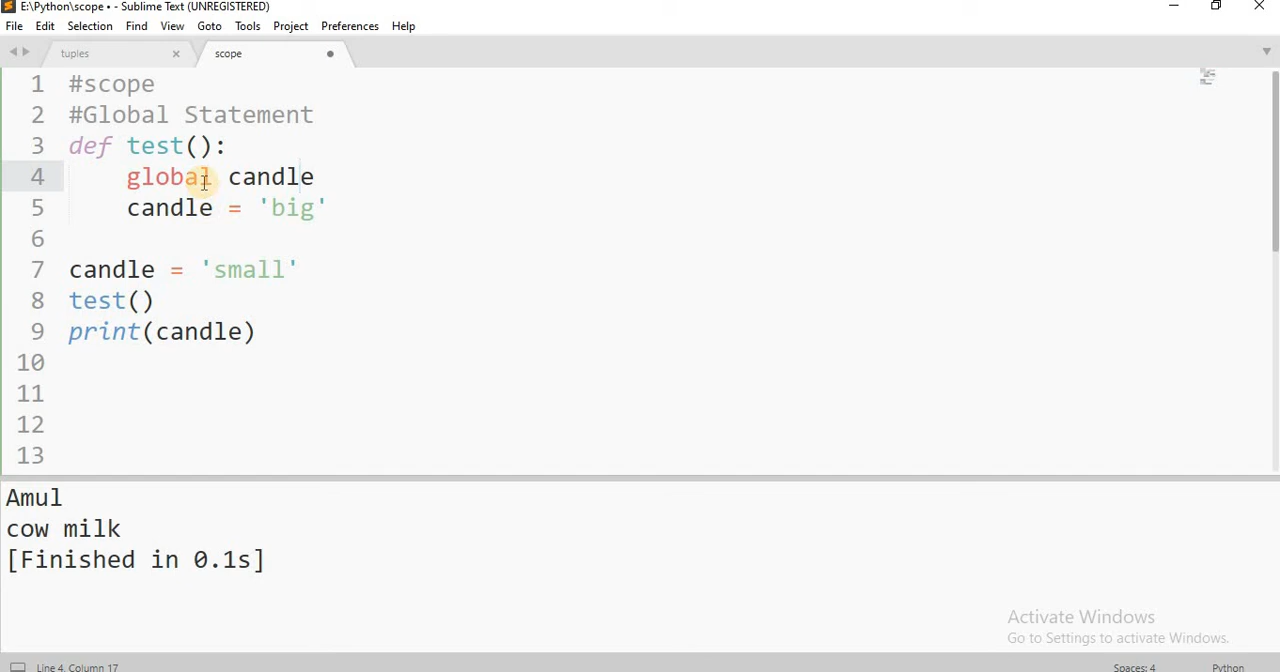 E:\Python\scope • - Sublime Text (UNREGISTERED)
File Edit Selection Find View Goto Tools Project Preferences Help
tuples scope
1 #scope
2 #Global Statement
3 def test():
4 global candle
5 candle = 'big'
6
7 candle = 'small'
8 test()
9 print(candle)
10
11
12
13
Amul
cow milk
[Finished in 0.1s]
Activate Windows
Go to Settings to activate Windows.
Line 4, Column 17 Spaces: 4 Python